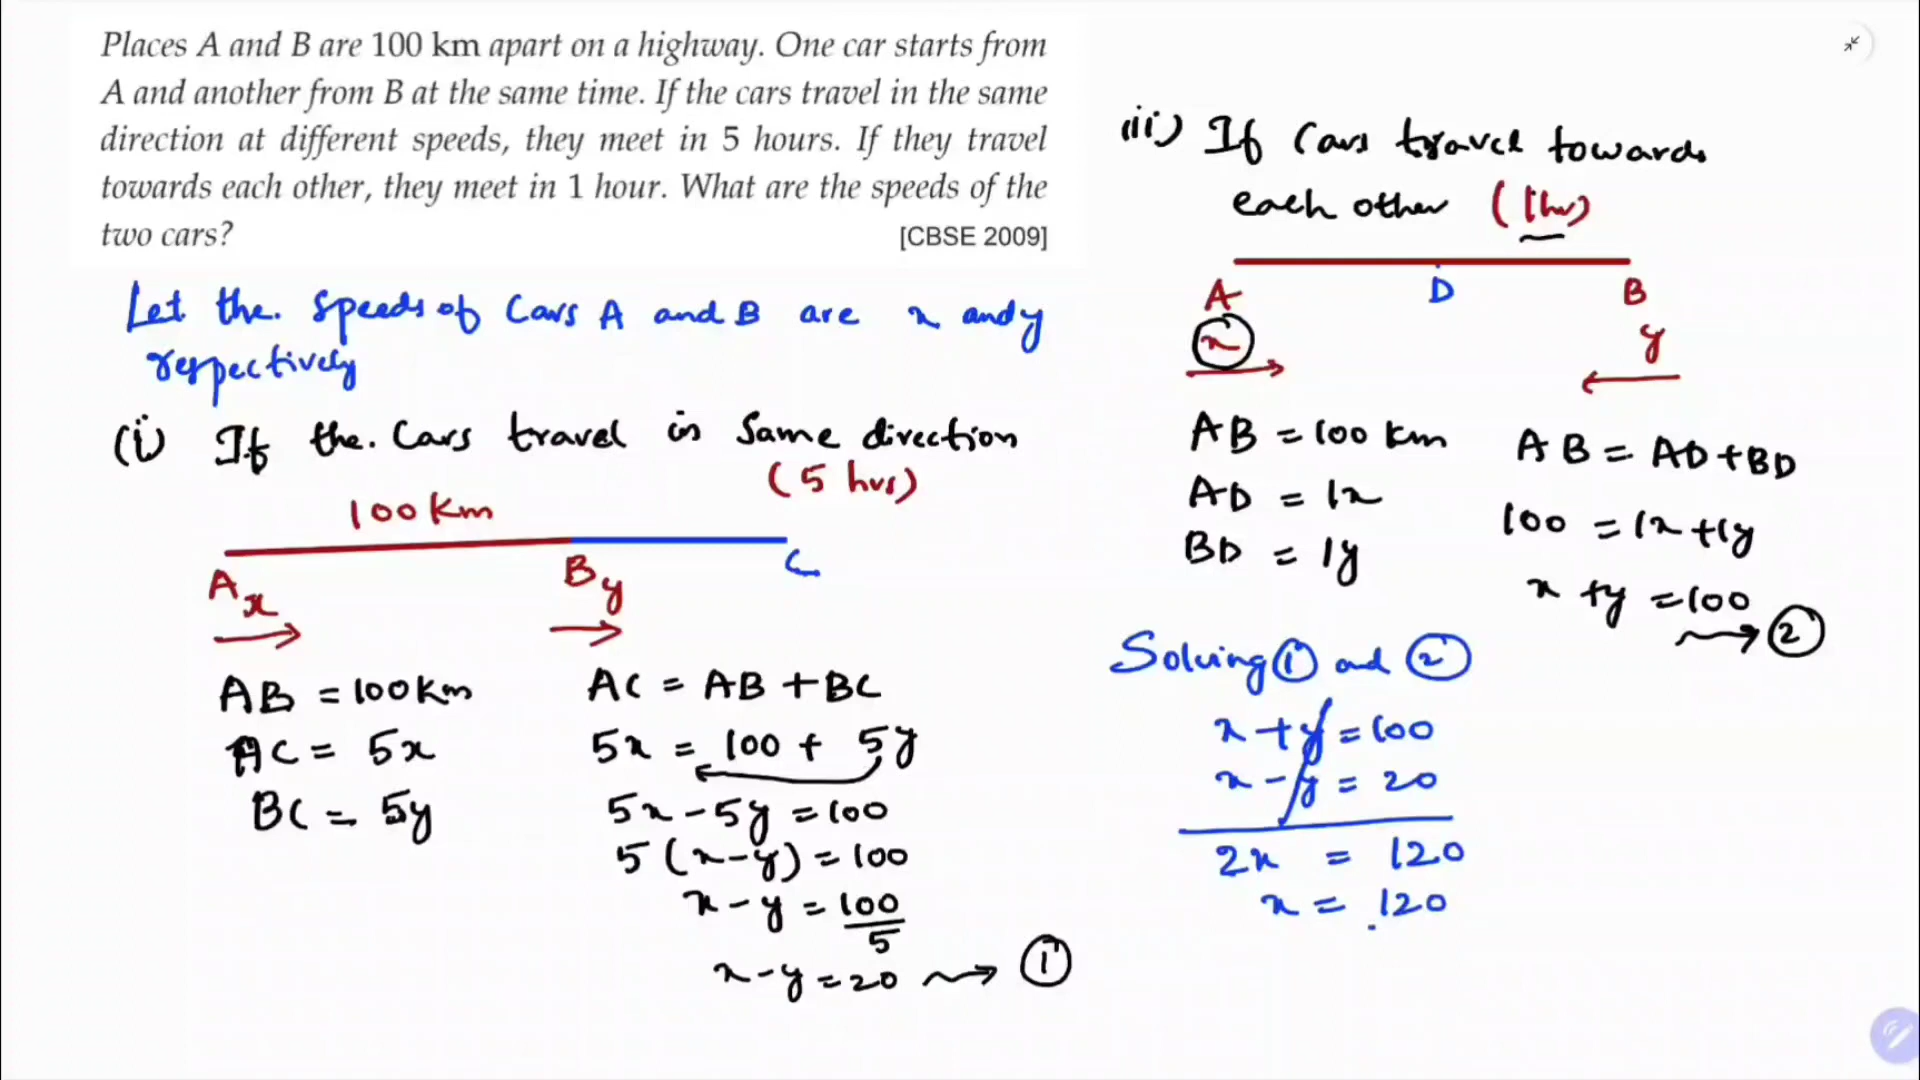 Places A and B are 100 km apart on a highway. One car starts from
A and another from B at the same time. If the cars travel in the same
direction at different speeds, they meet in 5 hours. If they travel
towards each other, they meet in 1 hour. What are the speeds of the
two cars?
[CBSE 2009]
Let the. speeds of Cars A and B are x and y
respectively
(i) If the. Cars travel in same direction
(5 hrs)
100 Km
A B C
x y
AB = 100 Km
AC = 5x
BC = 5y
AC = AB + BC
5x = 100 + 5y
5x - 5y = 100
5 (x - y) = 100
x - y = 100
5
x - y = 20 → ①
(ii) If Cars travel towards
each other (1hr)
A D B
x y
AB = 100 Km
AD = 1x
BD = 1y
AB = AD + BD
100 = 1x + 1y
x + y = 100
→ ②
Solving ① and ②
x + y = 100
x - y = 20
2x = 120
x = 120